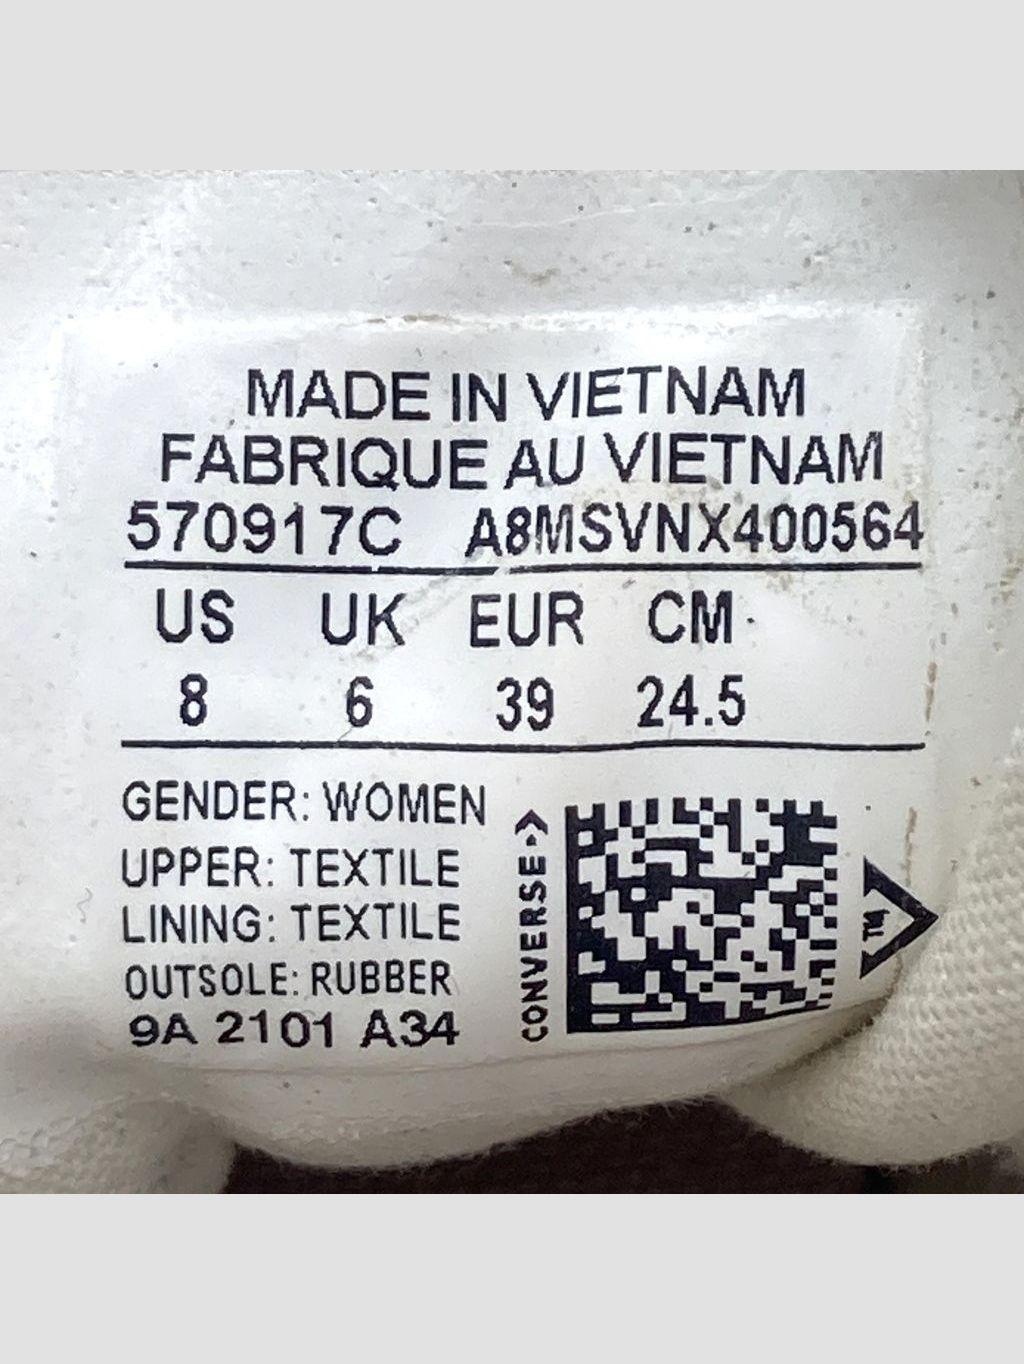 MADE IN VIETNAM
FABRIQUE AU VIETNAM
570917C A8MSVNX400564
US UK EUR CM
8 6 39 24.5
GENDER: WOMEN
UPPER: TEXTILE
LINING: TEXTILE
OUTSOLE: RUBBER
9A 2101 A34
CONVERSE
TM